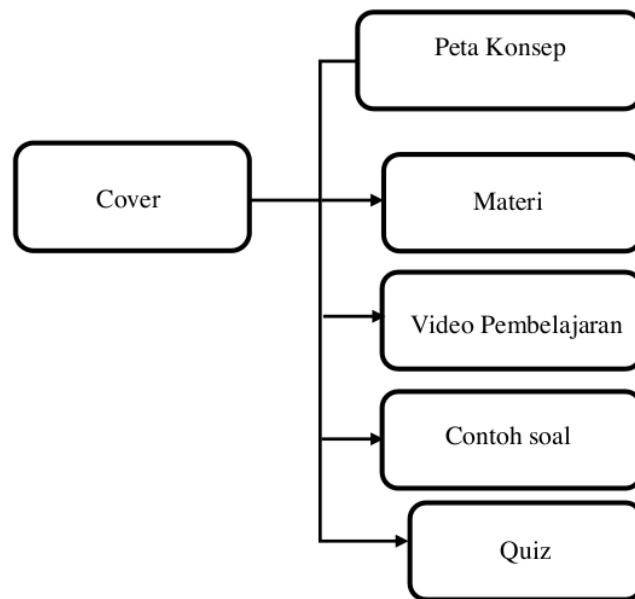 Peta Konsep
Cover
Materi
Video Pembelajaran
Contoh soal
Quiz